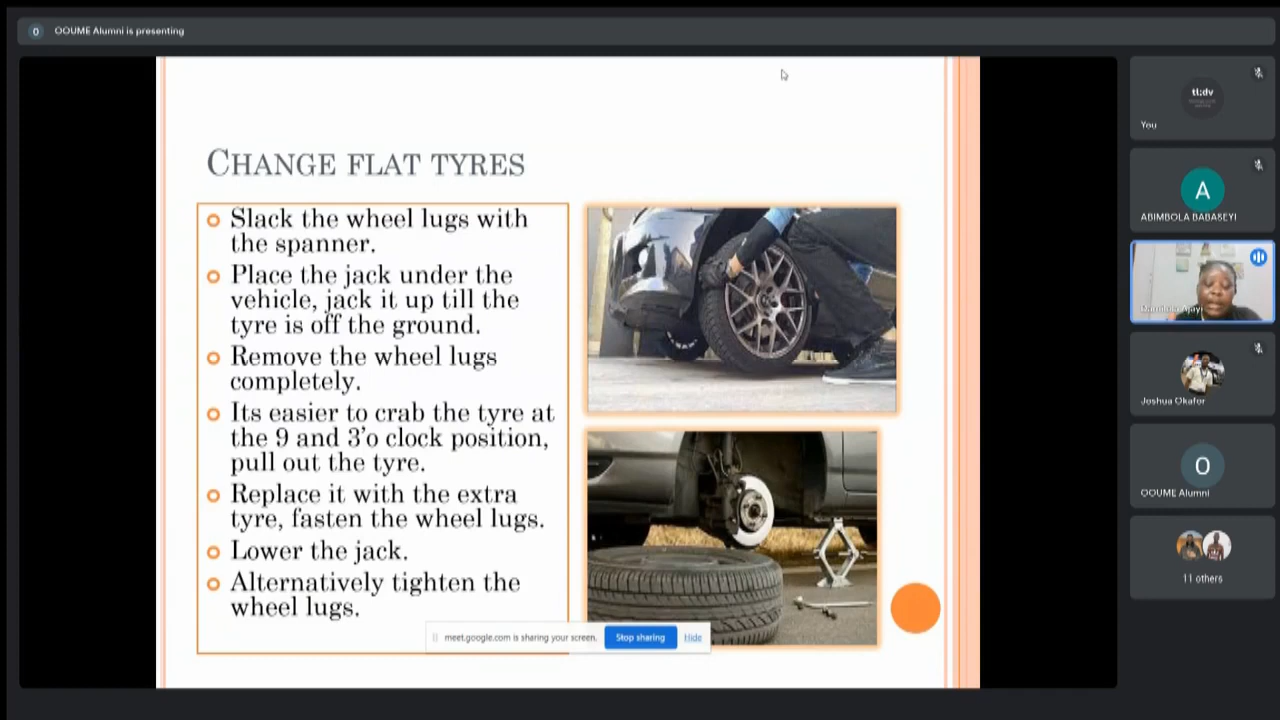 O OOUME Alumni is presenting
CHANGE FLAT TYRES
Slack the wheel lugs with
the spanner.
Place the jack under the
vehicle, jack it up till the
tyre is off the ground.
Remove the wheel lugs
completely.
Its easier to crab the tyre at
the 9 and 3’o clock position,
pull out the tyre.
Replace it with the extra
tyre, fasten the wheel lugs.
Lower the jack.
Alternatively tighten the
wheel lugs.
meet.google.com is sharing your screen. Stop sharing Hide
tl;dv
You
A
ABIMBOLA BABASEYI
Ajayi
Joshua Okafor
O
OOUME Alumni
11 others